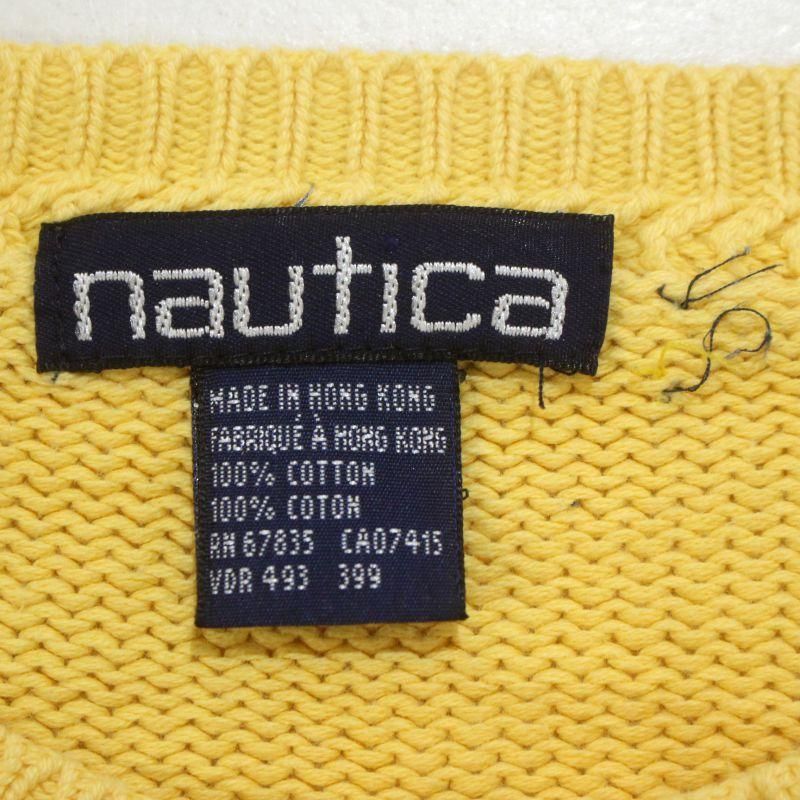 nautica
MADE IN HONG KONG
FABRIQUÉ À HONG KONG
100% COTTON
100% COTON
RN 67835 CA07415
VDR 493 399